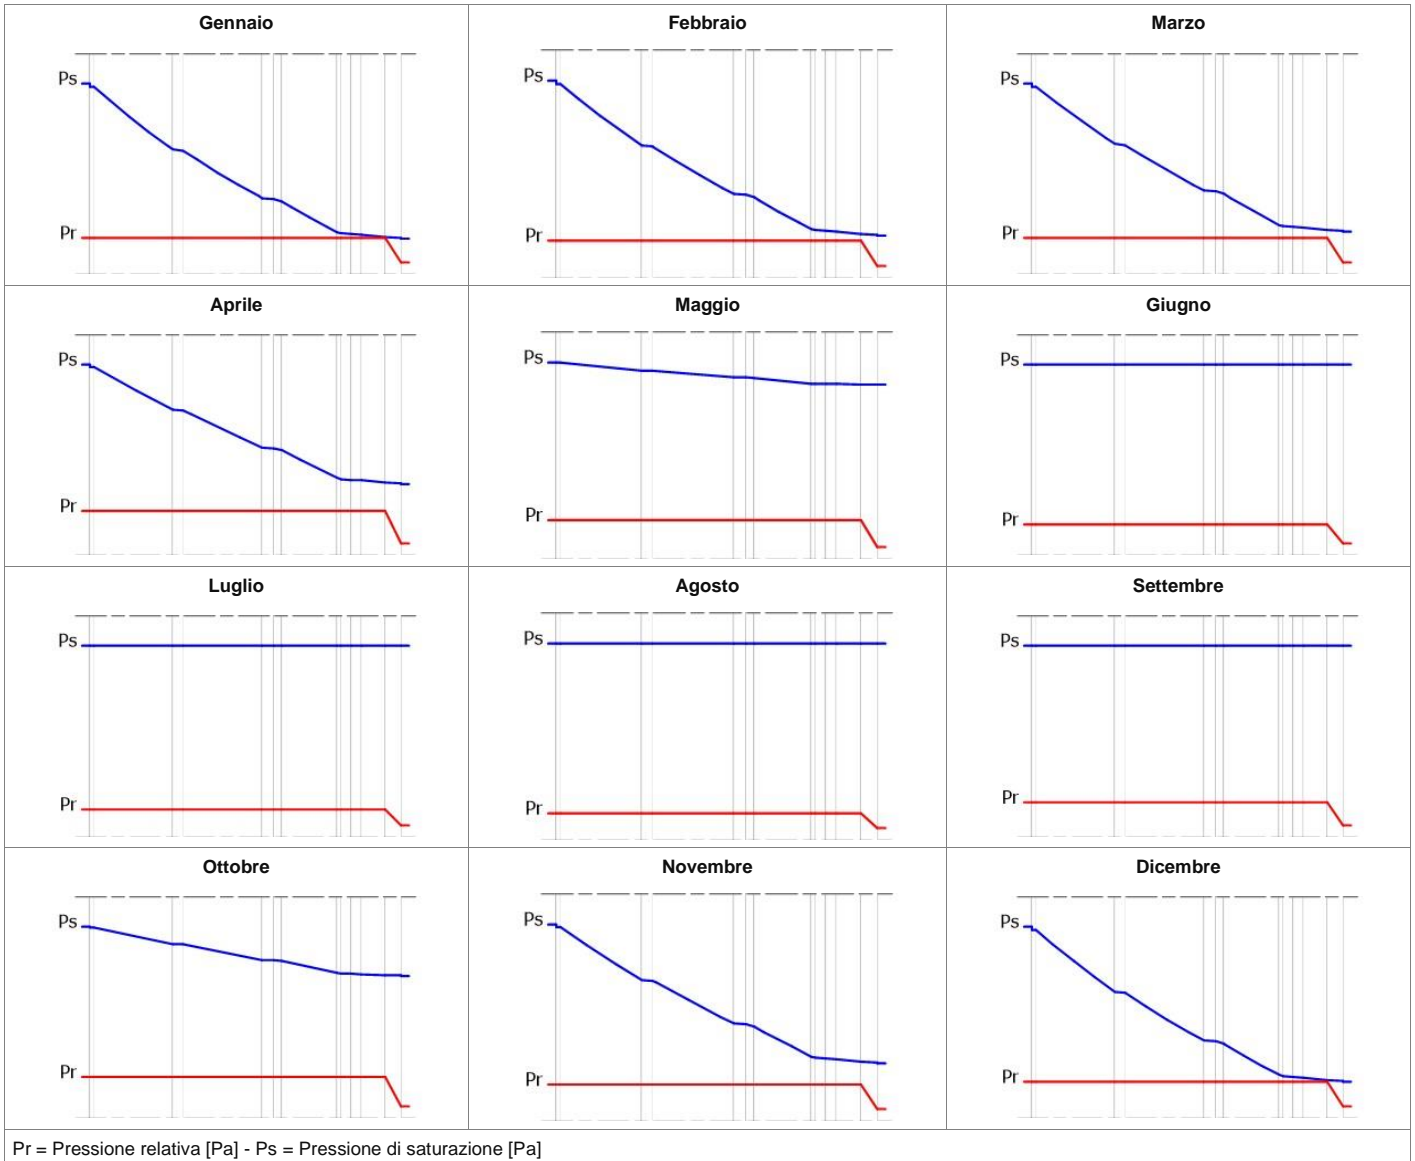 Gennaio
Febbraio
Marzo
Ps
Pr
Ps
Pr
Ps
Pr
Aprile
Maggio
Giugno
Ps
Pr
Ps
Pr
Ps
Pr
Luglio
Agosto
Settembre
Ps
Pr
Ps
Pr
Ps
Pr
Ottobre
Novembre
Dicembre
Ps
Pr
Ps
Pr
Ps
Pr
Pr = Pressione relativa [Pa] - Ps = Pressione di saturazione [Pa]